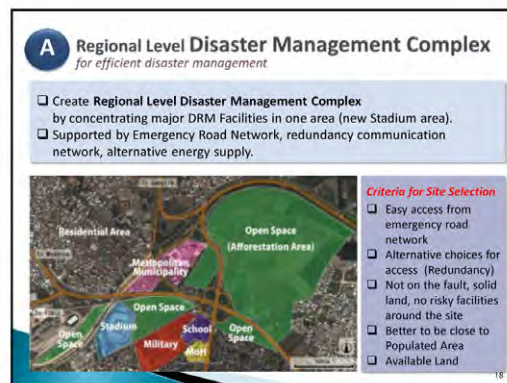 A
Regional Level Disaster Management Complex
for efficient disaster management
❑ Create Regional Level Disaster Management Complex
by concentrating major DRM Facilities in one area (new Stadium area).
❑ Supported by Emergency Road Network, redundancy communication
network, alternative energy supply.
Residential Area
Open Space
(Afforestation Area)
Metropolitan
Municipality
Open Space
Open
Space
Stadium
School
Military
MoH
Open
Space
Criteria for Site Selection
❑ Easy access from
emergency road
network
❑ Alternative choices for
access (Redundancy)
❑ Not on the fault, solid
land, no risky facilities
around the site
❑ Better to be close to
Populated Area
❑ Available Land
18